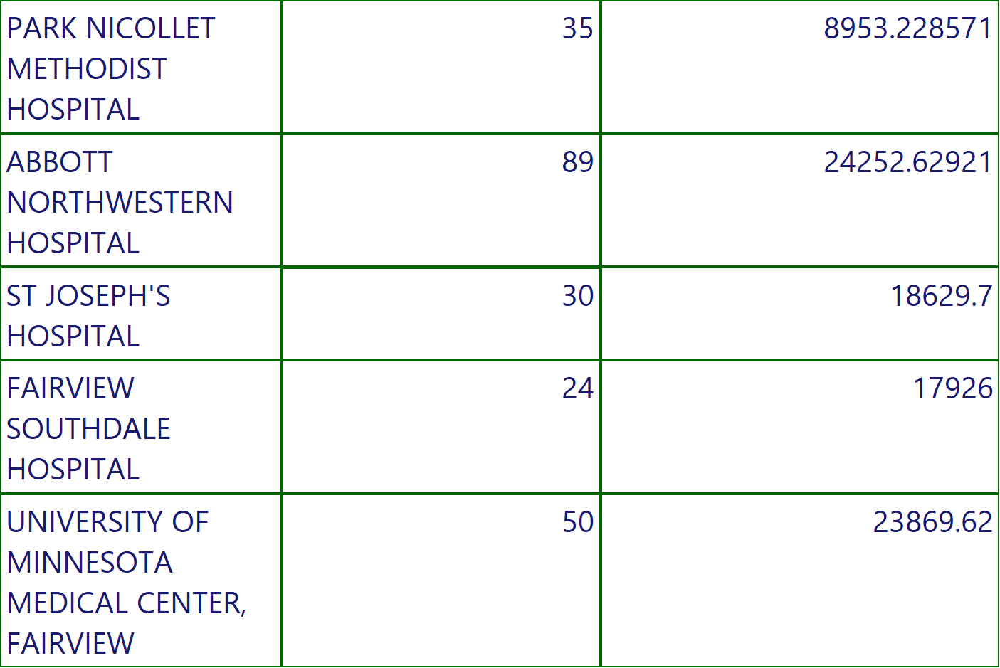 PARK NICOLLET 35 8953.228571
METHODIST
HOSPITAL
ABBOTT 89 24252.62921
NORTHWESTERN
HOSPITAL
ST JOSEPH'S 30 18629.7
HOSPITAL
FAIRVIEW 24 17926
SOUTHDALE
HOSPITAL
UNIVERSITY OF 50 23869.62
MINNESOTA
MEDICAL CENTER,
FAIRVIEW